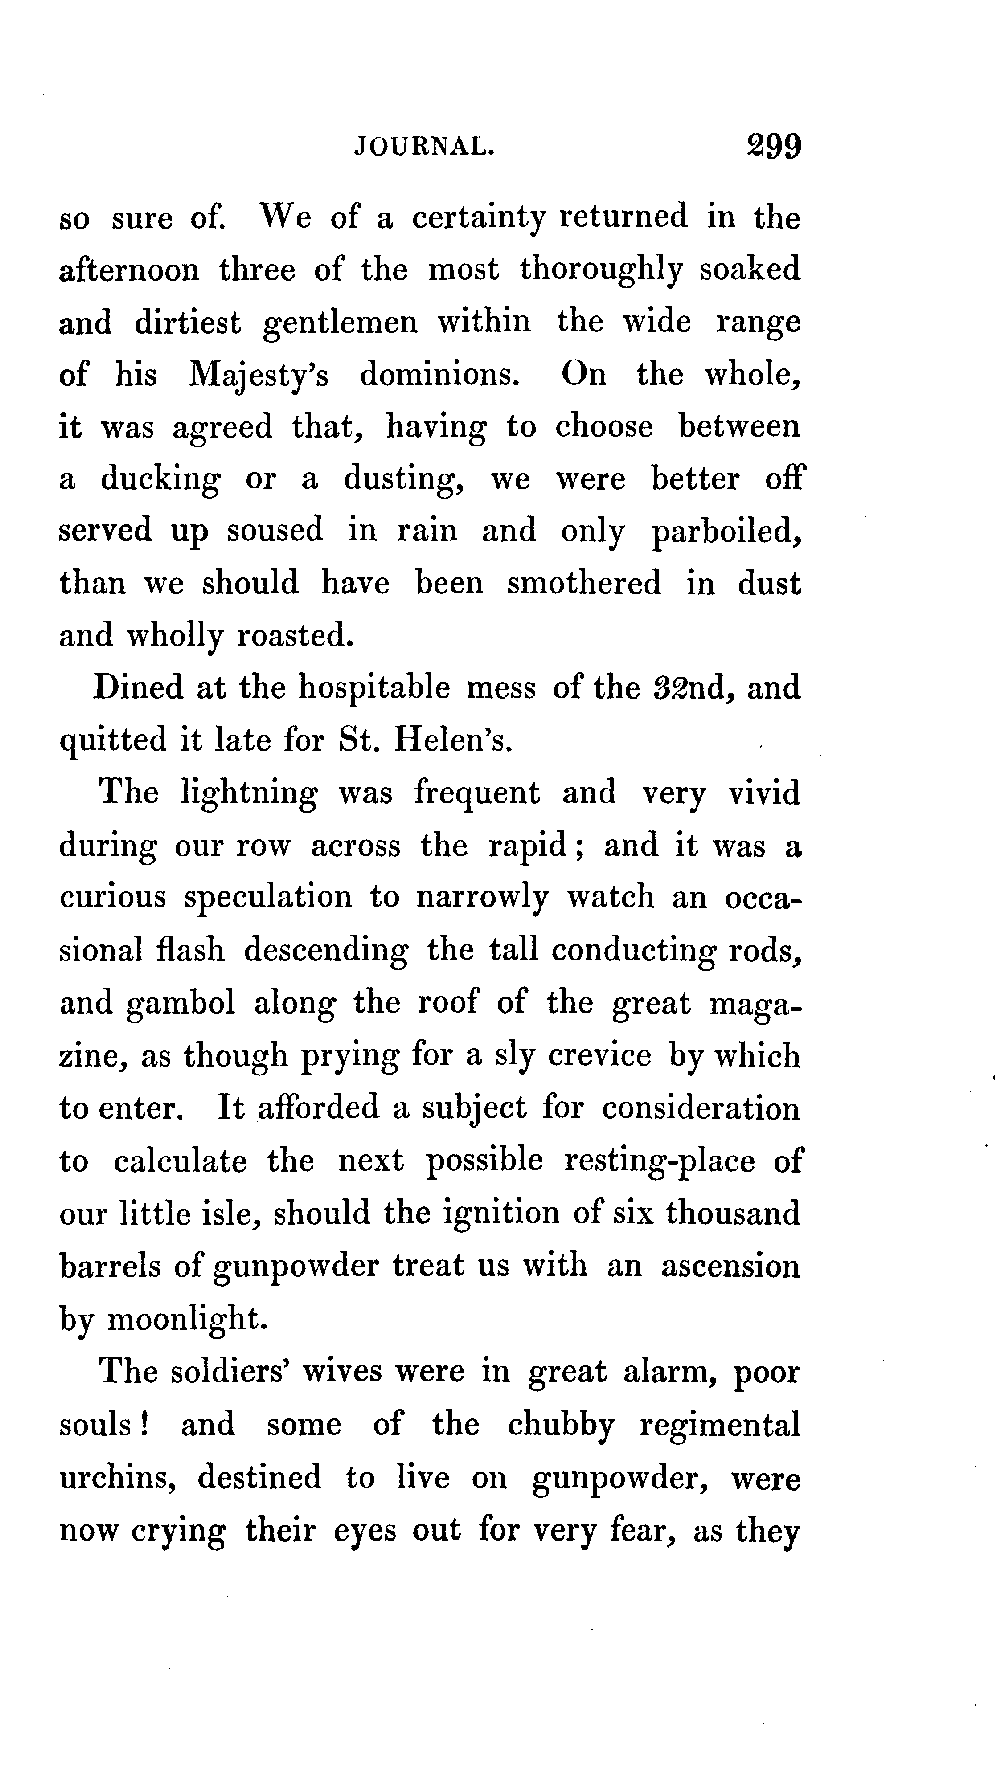 JOURNAL. 299
so sure of. We of a certainty returned in the
afternoon three of the most thoroughly soaked
and dirtiest gentlemen within the wide range
of his Majesty's dominions. On the whole,
it was agreed that, having to choose between
a ducking or a dusting, we were better off
served up soused in rain and only parboiled,
than we should have been smothered in dust
and wholly roasted.
Dined at the hospitable mess of the 32nd, and
quitted it late for St. Helen's.
The lightning was frequent and very vivid
during our row across the rapid; and it was a
curious speculation to narrowly watch an occa-
sional flash descending the tall conducting rods,
and gambol along the roof of the great maga-
zine, as though prying for a sly crevice by which
to enter. It afforded a subject for consideration
to calculate the next possible resting-place of
our little isle, should the ignition of six thousand
barrels of gunpowder treat us with an ascension
by moonlight.
The soldiers' wives were in great alarm, poor
souls! and some of the chubby regimental
urchins, destined to live on gunpowder, were
now crying their eyes out for very fear, as they